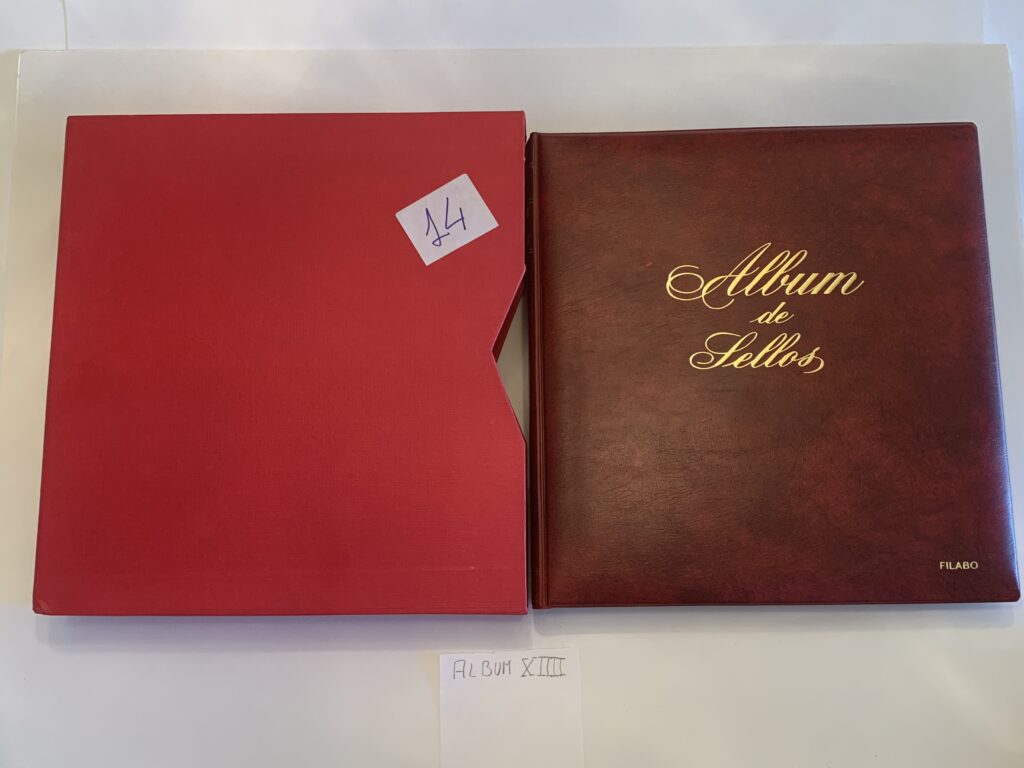 14
Album
de
Sellos
FILABO
ALBUM XIIII